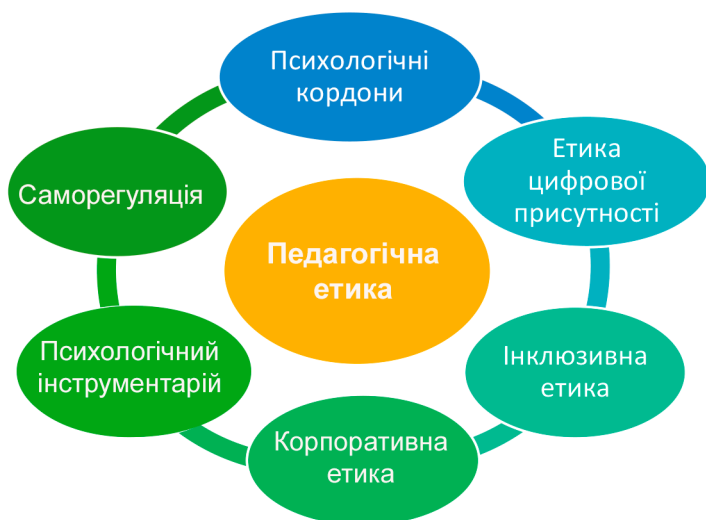 Психологічні
кордони
Етика
цифрової
присутності
Саморегуляція
Педагогічна
етика
Психологічний
інструментарій
Інклюзивна
етика
Корпоративна
етика